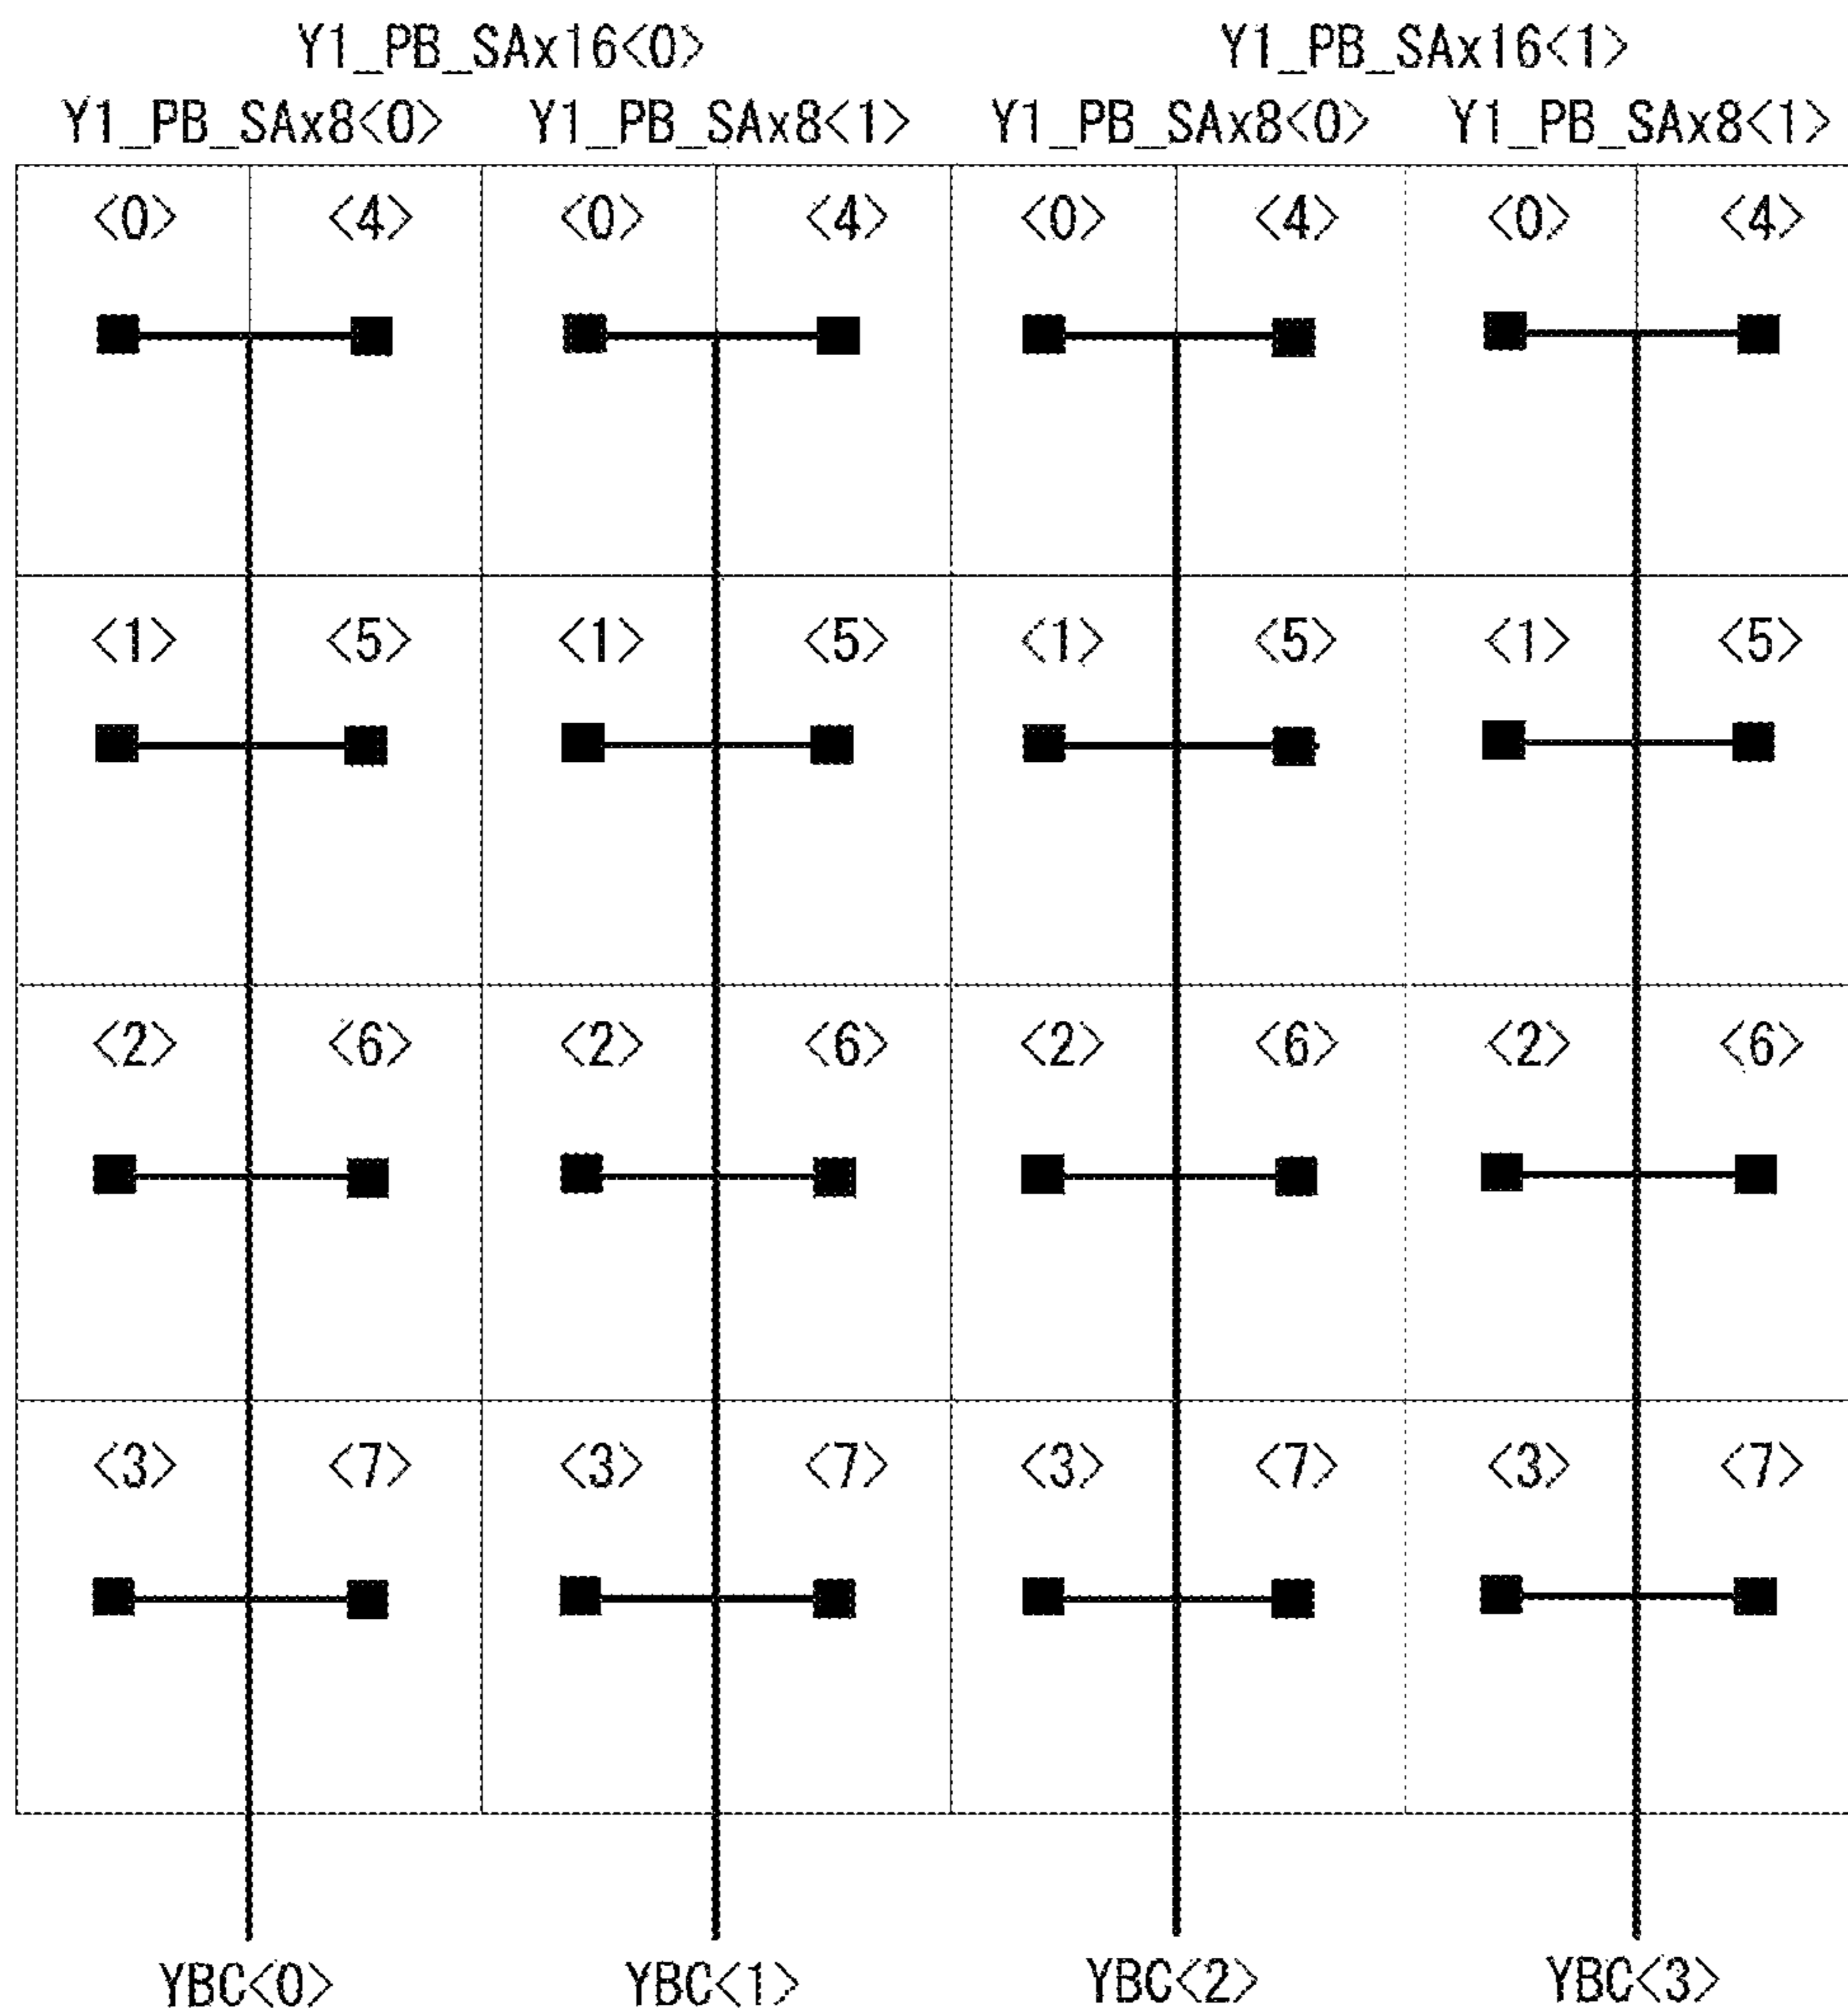 Y1_PB_SAx16<0> Y1_PB_SAx16<1>
Y1_PB_SAx8<0> Y1_PB_SAx8<1> Y1_PB_SAx8<0> Y1_PB_SAx8<1>
<0> <4> <0> <4> <0> <4> <0> <4>
<1> <5> <1> <5> <1> <5> <1> <5>
<2> <6> <2> <6> <2> <6> <2> <6>
<3> <7> <3> <7> <3> <7> <3> <7>
YBC<0> YBC<1> YBC<2> YBC<3>